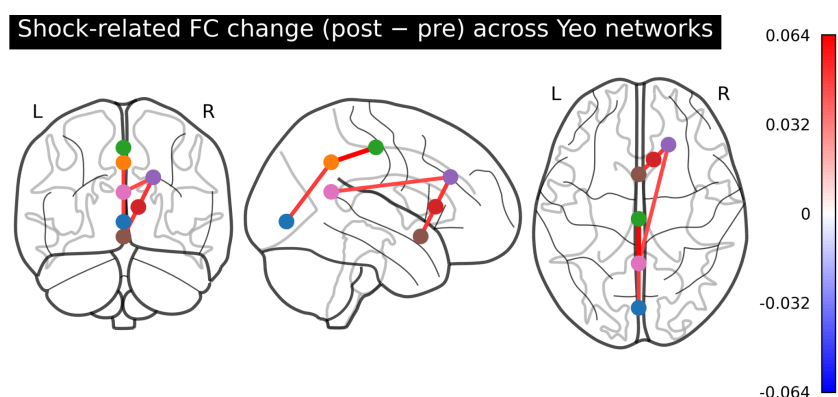 Shock-related FC change (post − pre) across Yeo networks
L
R
L
R
0.064
0.032
0
-0.032
-0.064